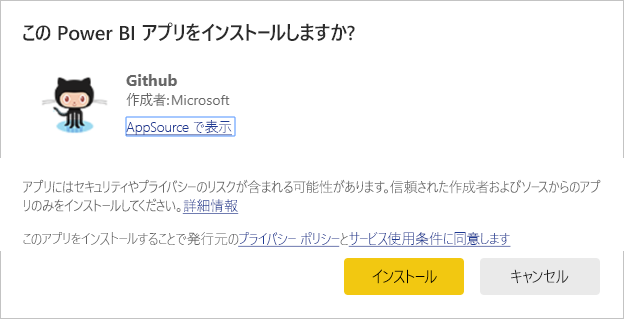 この Power BI アプリをインストールしますか?
Github
作成者: Microsoft
AppSource で表示
アプリにはセキュリティやプライバシーのリスクが含まれる可能性があります。信頼された作成者およびソースからのアプ
リのみをインストールしてください。詳細情報
このアプリをインストールすることで発行元のプライバシー ポリシーとサービス使用条件に同意します
インストール
キャンセル